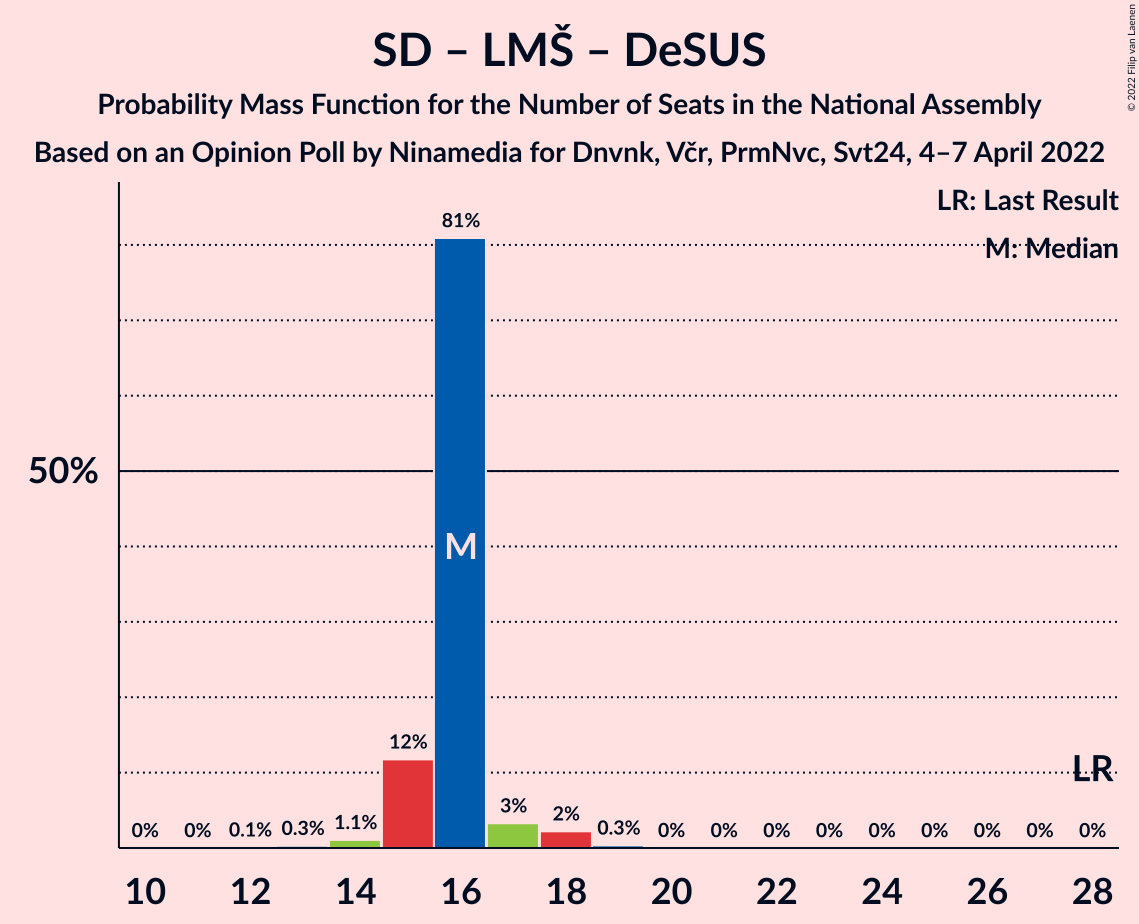 SD – LMŠ – DeSUS
Probability Mass Function for the Number of Seats in the National Assembly
Based on an Opinion Poll by Ninamedia for Dnvnk, Včr, PrmNvc, Svt24, 4–7 April 2022
© 2022 Filip van Laenen
LR: Last Result
M: Median
81%
50%
M
12%
LR
0% 0% 0.1% 0.3% 1.1% 3% 2% 0.3% 0% 0% 0% 0% 0% 0% 0% 0% 0%
10 12 14 16 18 20 22 24 26 28